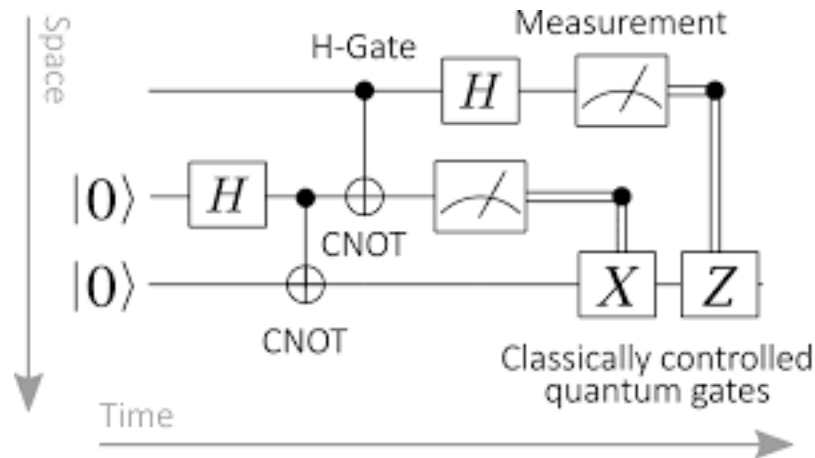 Space
Measurement
H-Gate
H
|0⟩ H
CNOT
|0⟩ X Z
CNOT
Classically controlled
quantum gates
Time